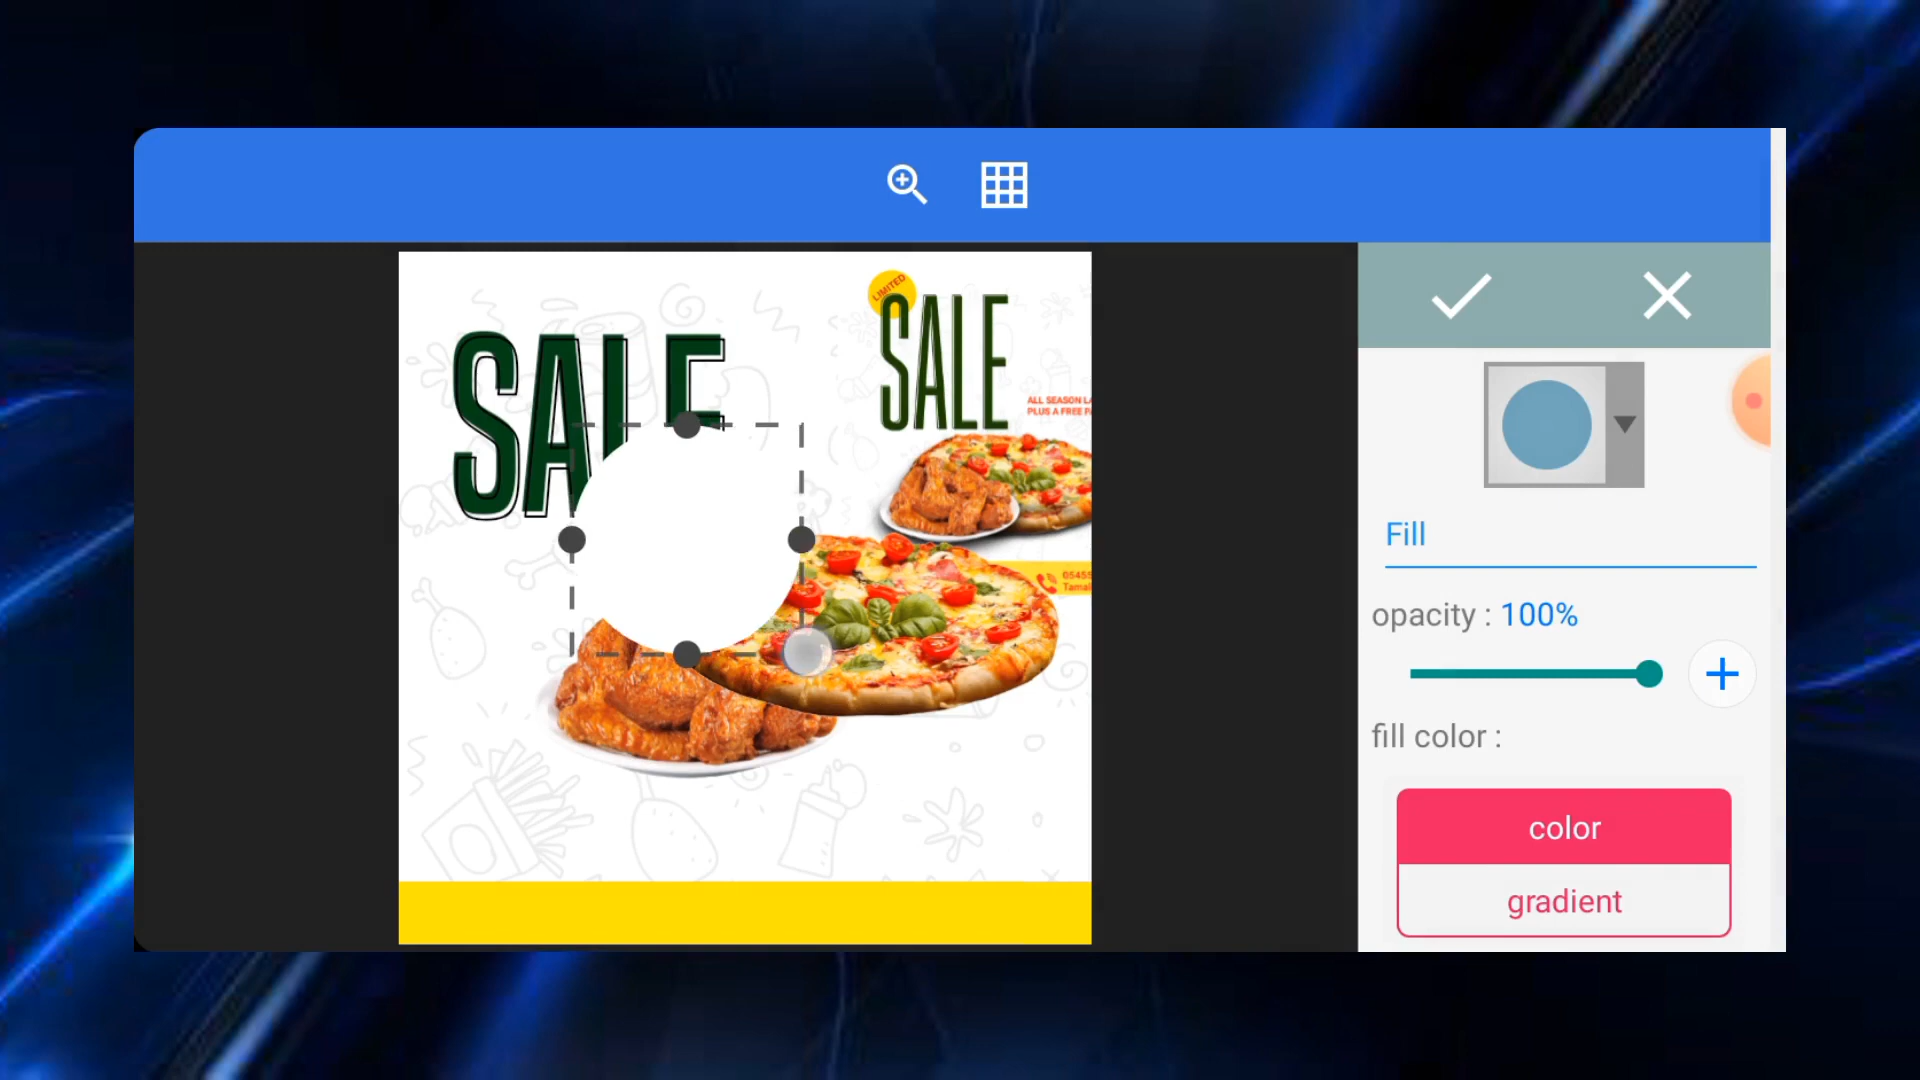 LIMITED
SALE
SALE
ALL SEASON
PLUS A FREE
Fill
opacity : 100%
fill color :
color
gradient